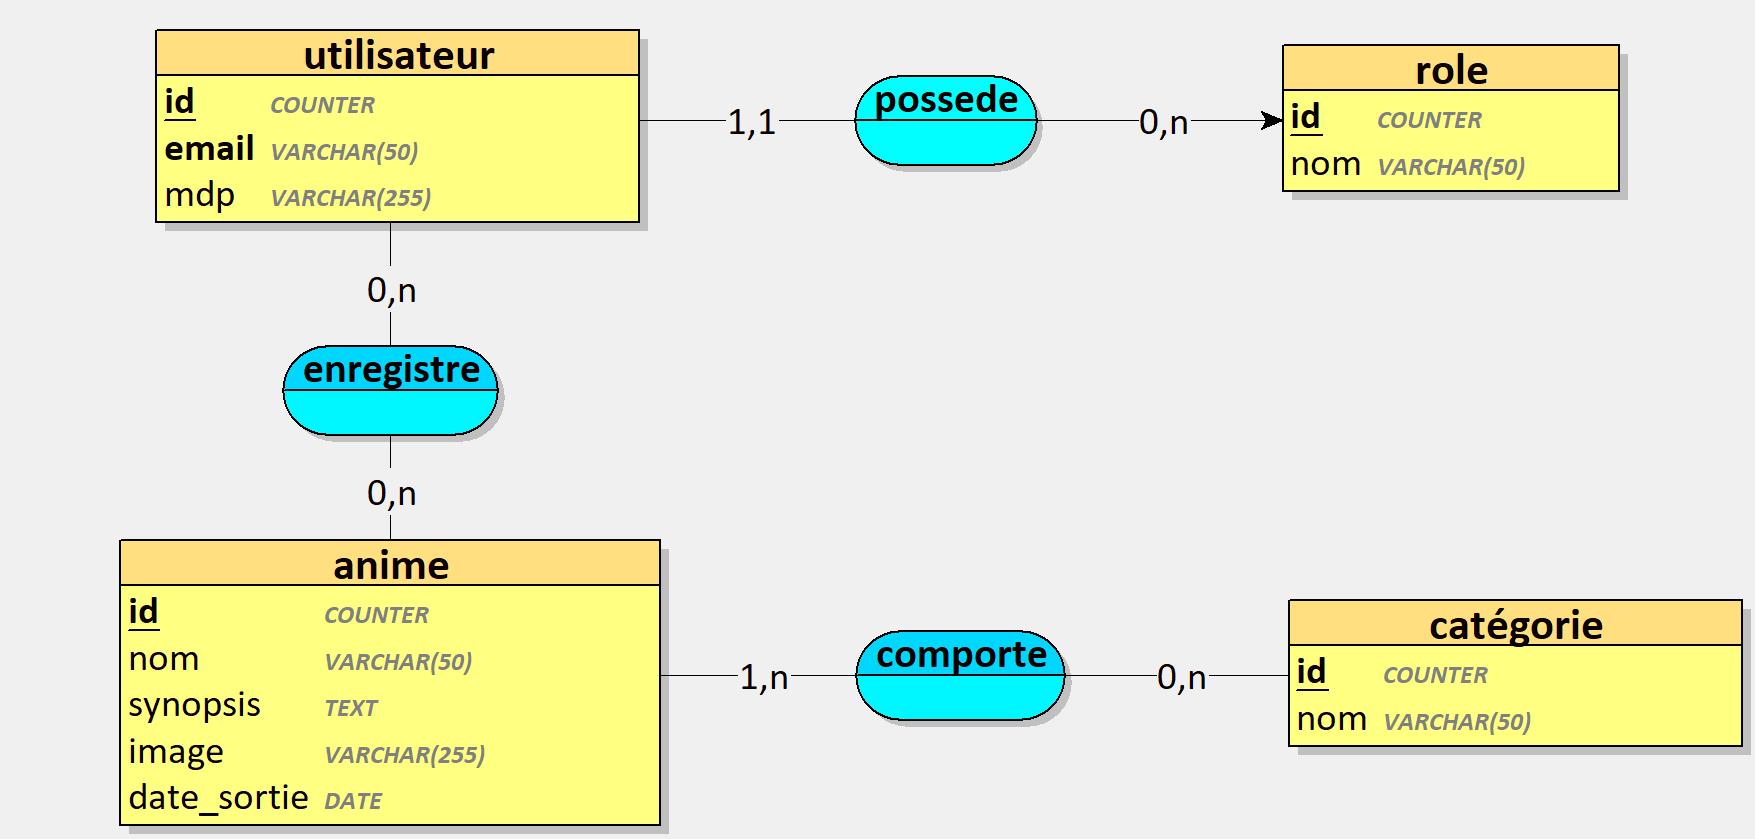 utilisateur
id COUNTER
email VARCHAR(50)
mdp VARCHAR(255)
1,1
possede
0,n
role
id COUNTER
nom VARCHAR(50)
0,n
enregistre
0,n
anime
id COUNTER
nom VARCHAR(50)
synopsis TEXT
image VARCHAR(255)
date_sortie DATE
1,n
comporte
0,n
catégorie
id COUNTER
nom VARCHAR(50)